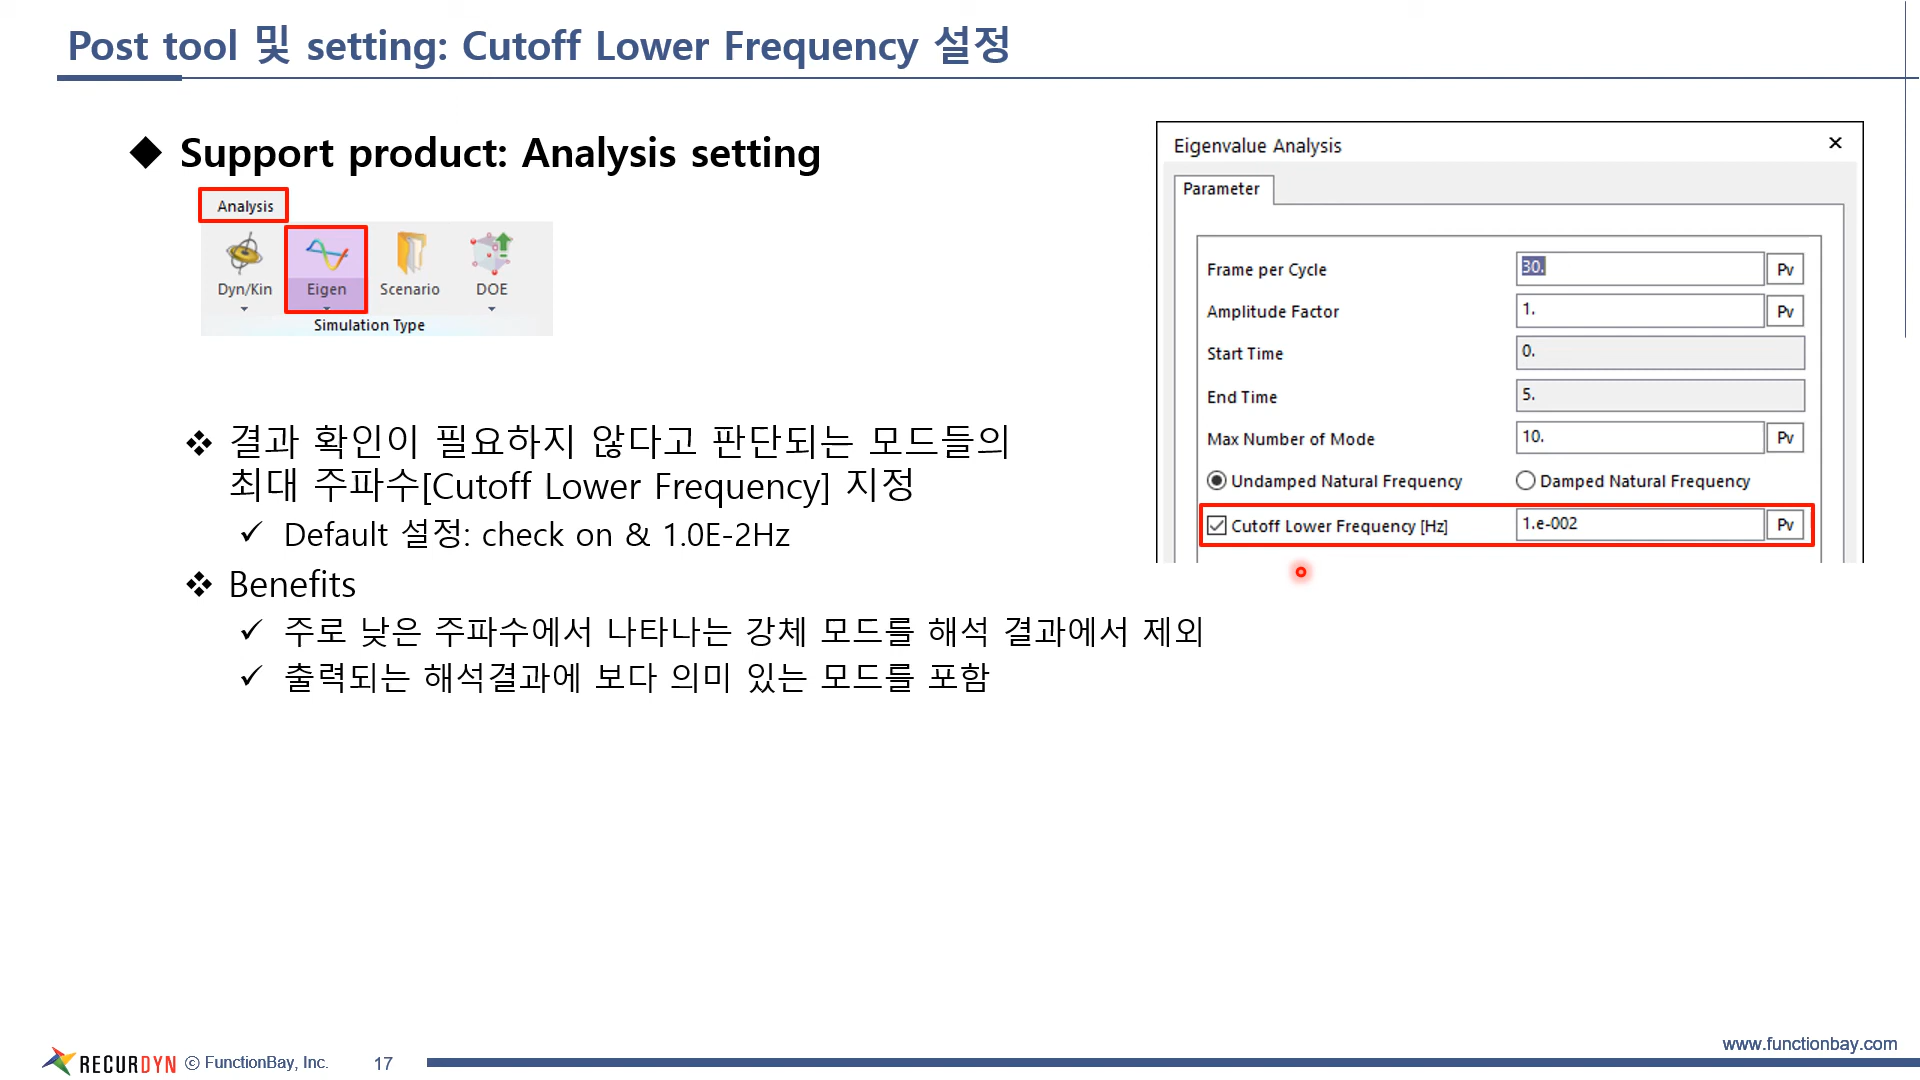 Post tool 및 setting: Cutoff Lower Frequency 설정
Support product: Analysis setting
Analysis
Dyn/Kin
Eigen
Scenario
DOE
Simulation Type
결과 확인이 필요하지 않다고 판단되는 모드들의
최대 주파수[Cutoff Lower Frequency] 지정
Default 설정: check on & 1.0E-2Hz
Benefits
주로 낮은 주파수에서 나타나는 강체 모드를 해석 결과에서 제외
출력되는 해석결과에 보다 의미 있는 모드를 포함
Eigenvalue Analysis
Parameter
Frame per Cycle 30. Pv
Amplitude Factor 1. Pv
Start Time 0.
End Time 5.
Max Number of Mode 10. Pv
Undamped Natural Frequency Damped Natural Frequency
Cutoff Lower Frequency [Hz] 1.e-002 Pv
www.functionbay.com
RECURDYN © FunctionBay, Inc. 17